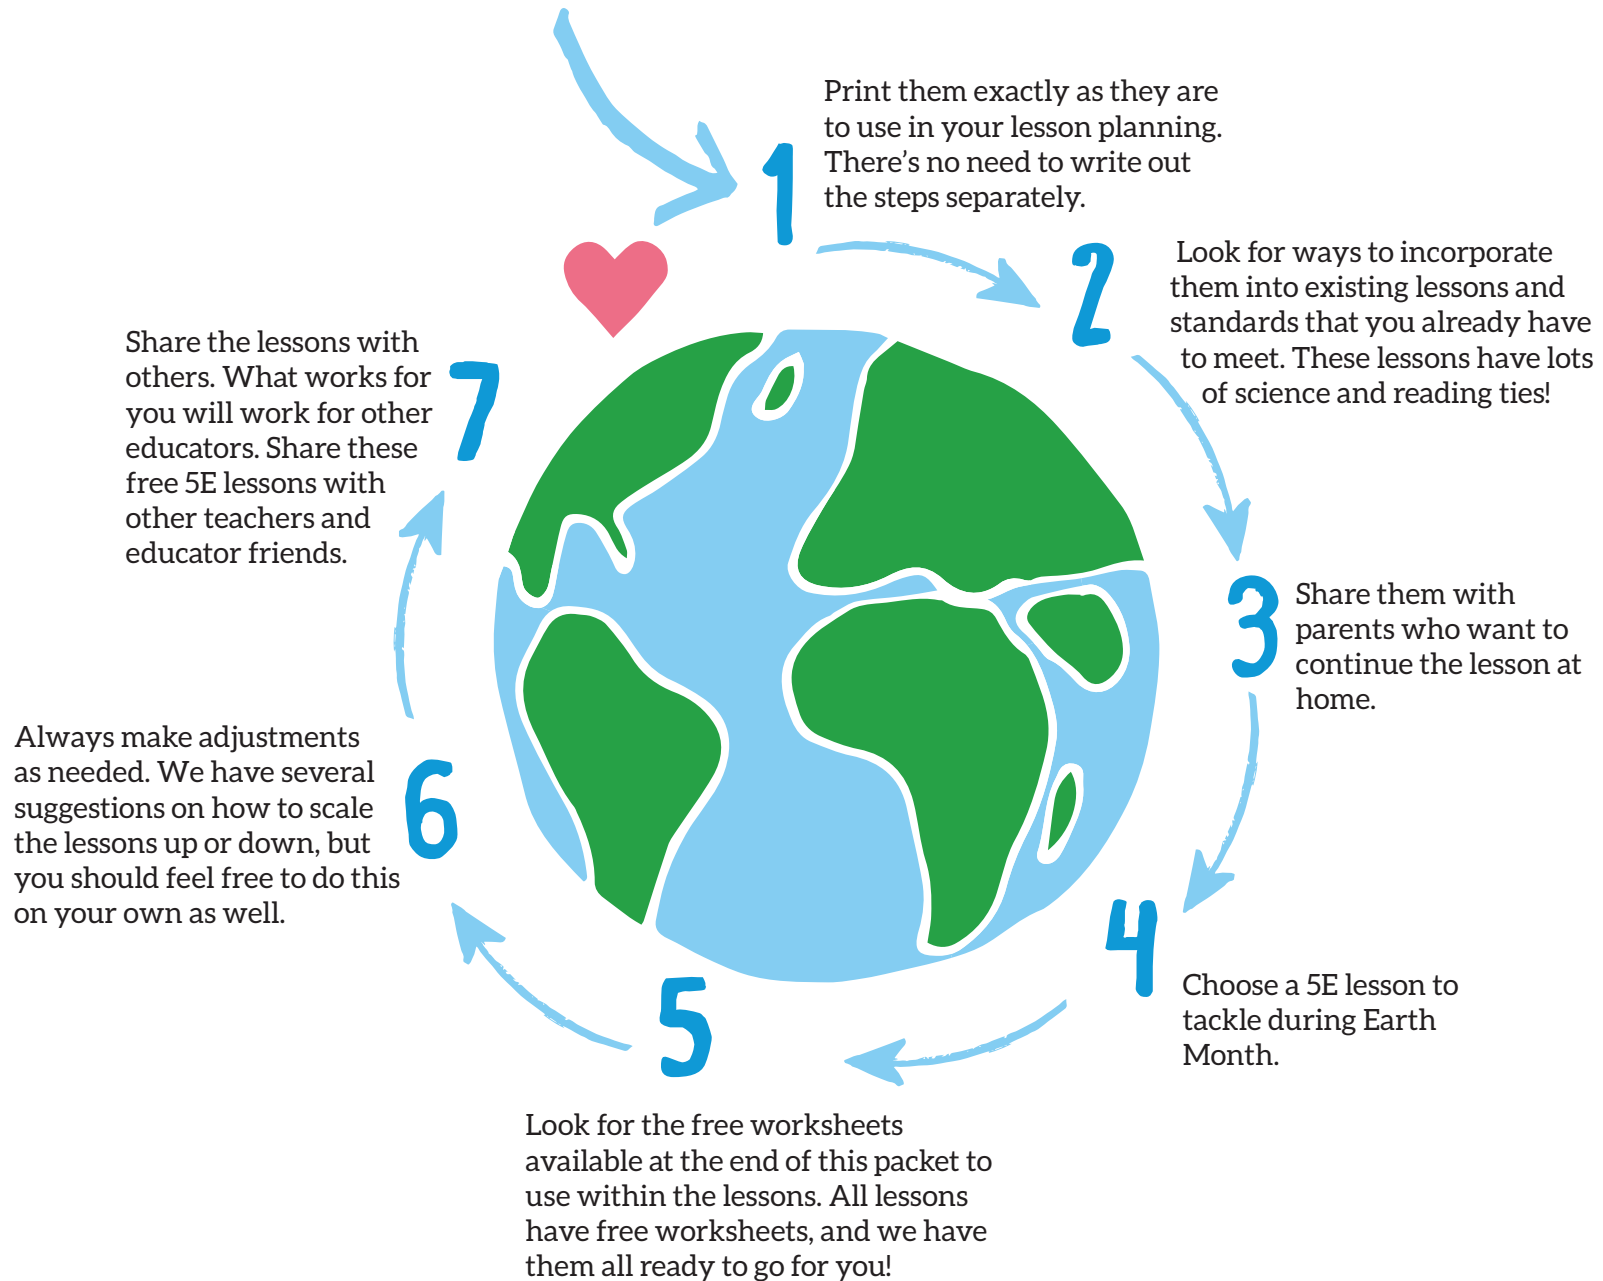 1
Print them exactly as they are
to use in your lesson planning.
There’s no need to write out
the steps separately.
2
Look for ways to incorporate
them into existing lessons and
standards that you already have
to meet. These lessons have lots
of science and reading ties!
3
Share them with
parents who want to
continue the lesson at
home.
4
Choose a 5E lesson to
tackle during Earth
Month.
5
Look for the free worksheets
available at the end of this packet to
use within the lessons. All lessons
have free worksheets, and we have
them all ready to go for you!
6
Always make adjustments
as needed. We have several
suggestions on how to scale
the lessons up or down, but
you should feel free to do this
on your own as well.
7
Share the lessons with
others. What works for
you will work for other
educators. Share these
free 5E lessons with
other teachers and
educator friends.